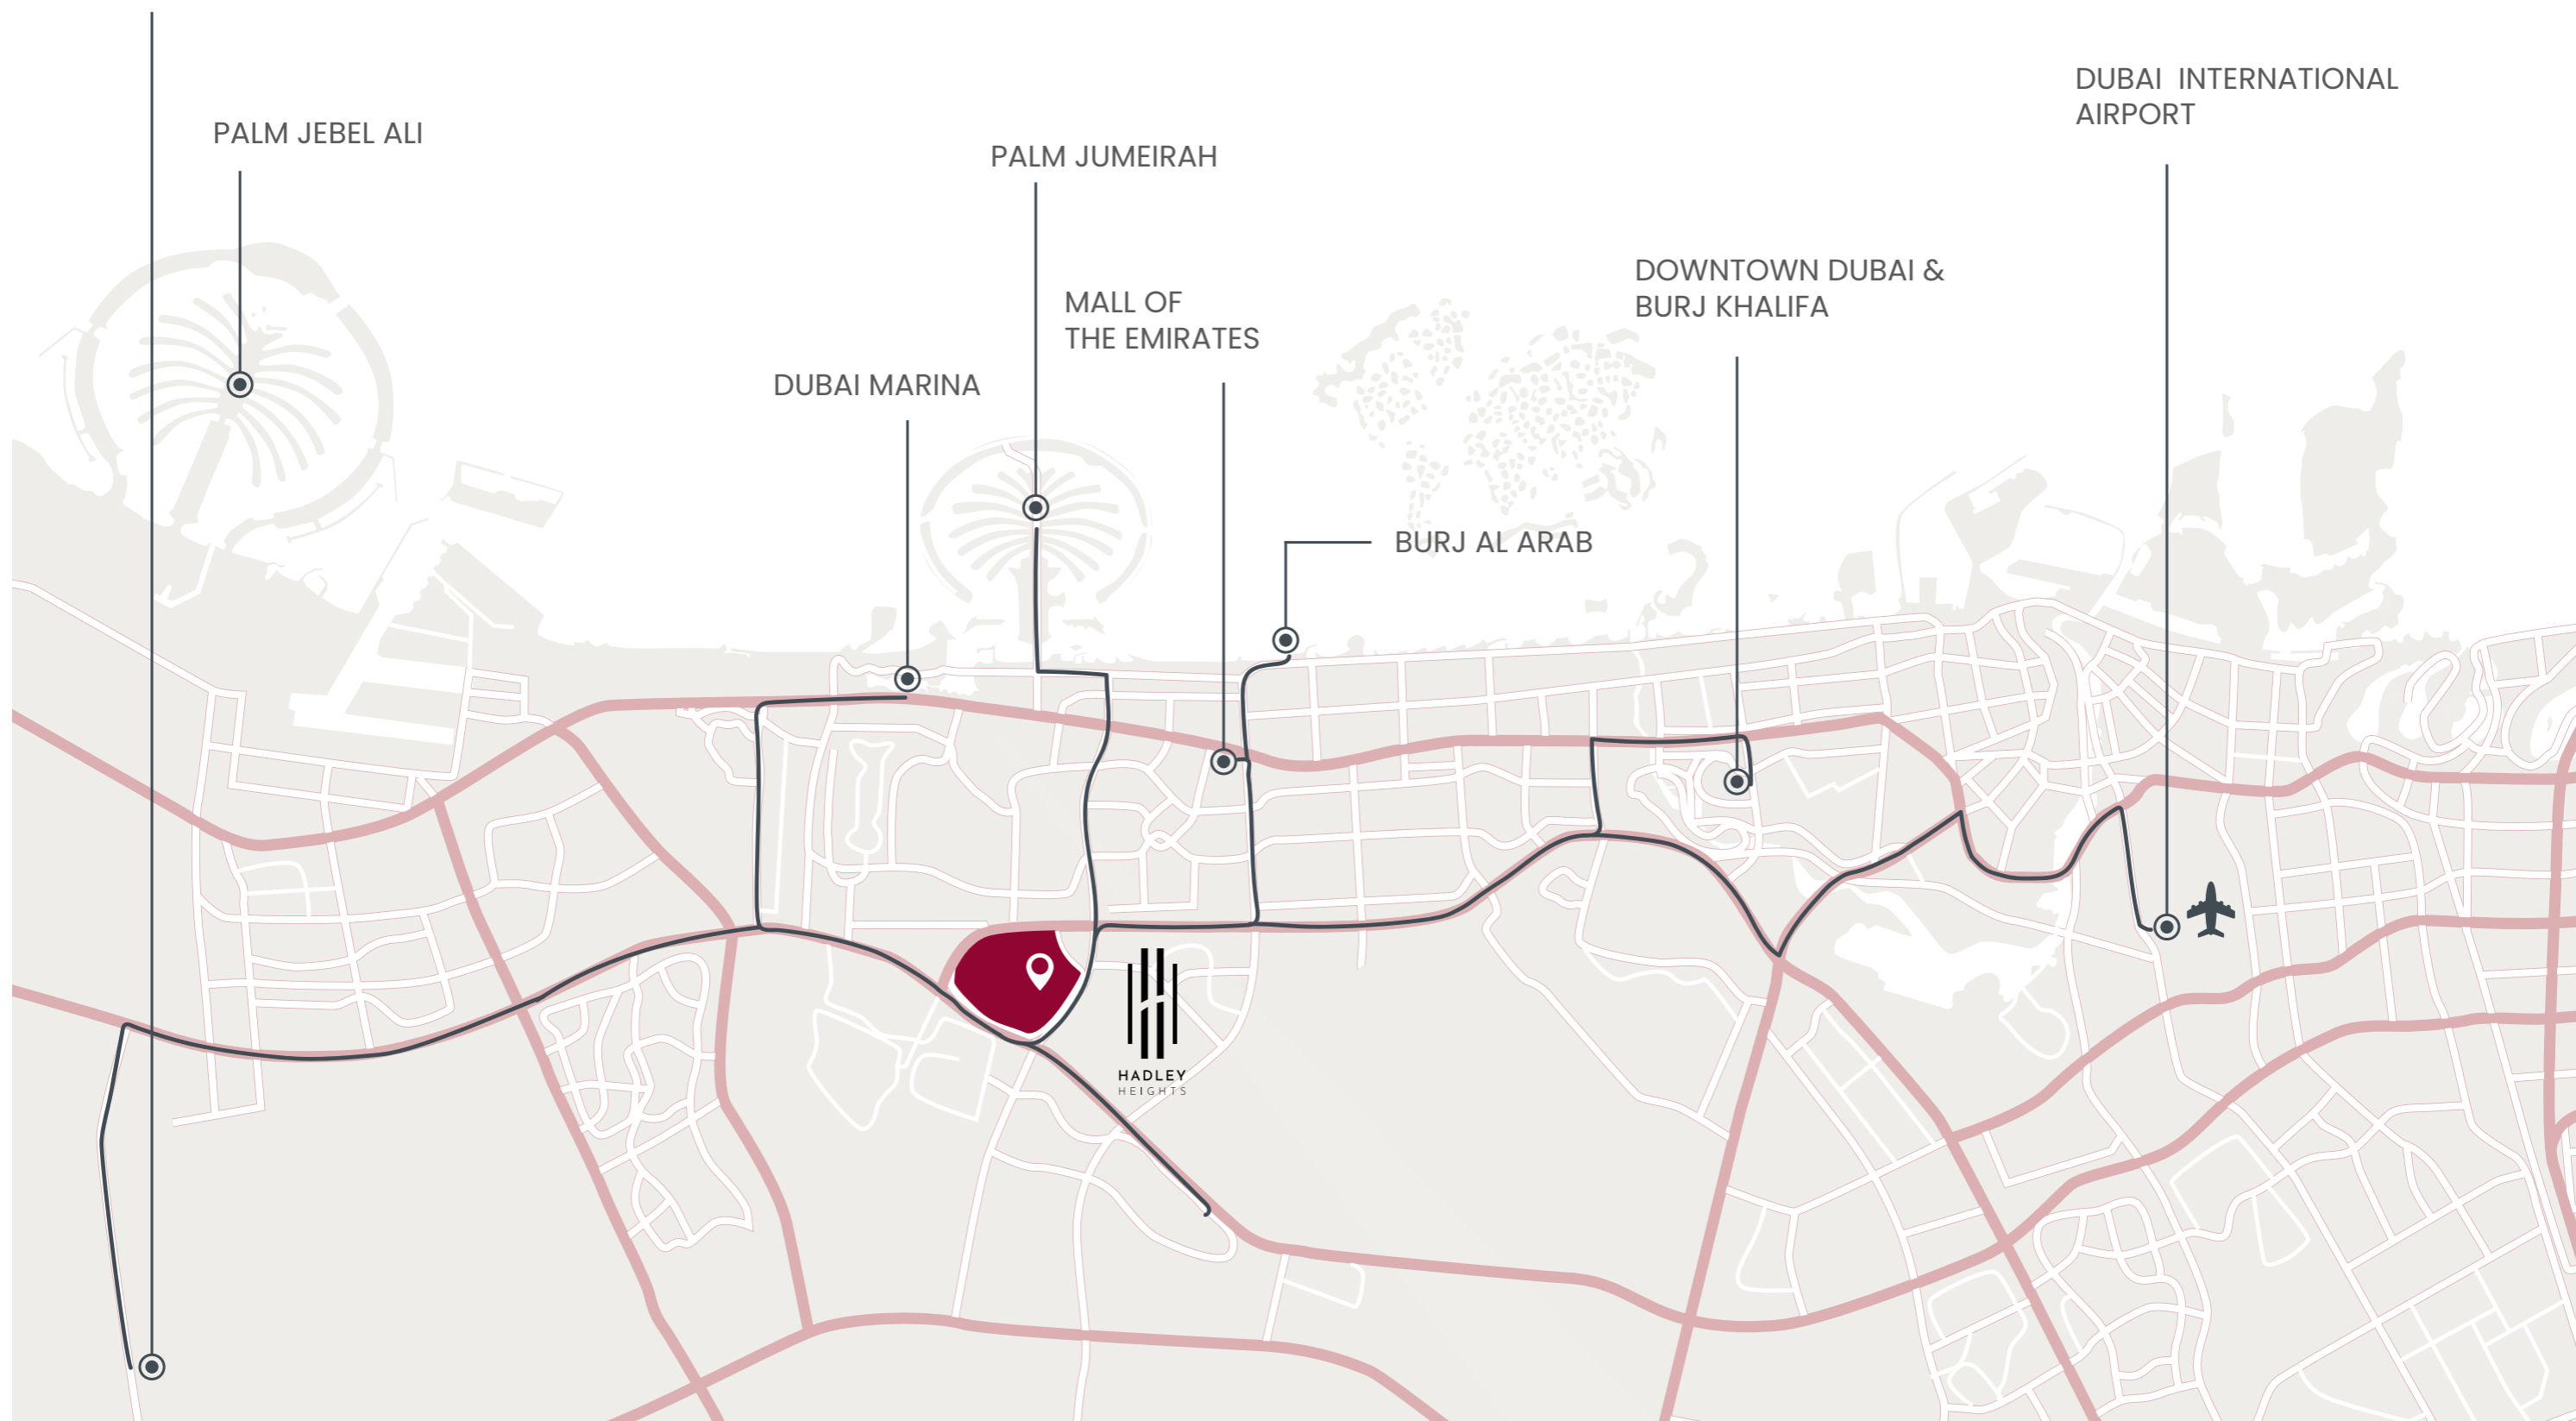 DUBAI INTERNATIONAL
AIRPORT
PALM JEBEL ALI
PALM JUMEIRAH
DOWNTOWN DUBAI &
BURJ KHALIFA
MALL OF
THE EMIRATES
DUBAI MARINA
BURJ AL ARAB
HADLEY
HEIGHTS